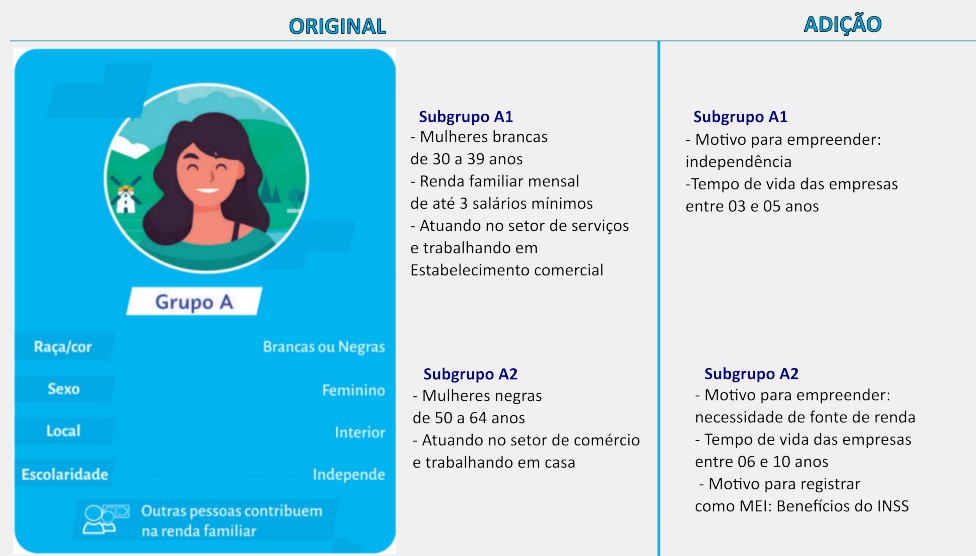 ORIGINAL
ADIÇÃO
Grupo A
Raça/cor
Brancas ou Negras
Sexo
Feminino
Local
Interior
Escolaridade
Independe
Outras pessoas contribuem
na renda familiar
Subgrupo A1
- Mulheres brancas
de 30 a 39 anos
- Renda familiar mensal
de até 3 salários mínimos
- Atuando no setor de serviços
e trabalhando em
Estabelecimento comercial
Subgrupo A2
- Mulheres negras
de 50 a 64 anos
- Atuando no setor de comércio
e trabalhando em casa
Subgrupo A1
- Motivo para empreender:
independência
-Tempo de vida das empresas
entre 03 e 05 anos
Subgrupo A2
- Motivo para empreender:
necessidade de fonte de renda
- Tempo de vida das empresas
entre 06 e 10 anos
- Motivo para registrar
como MEI: Benefícios do INSS